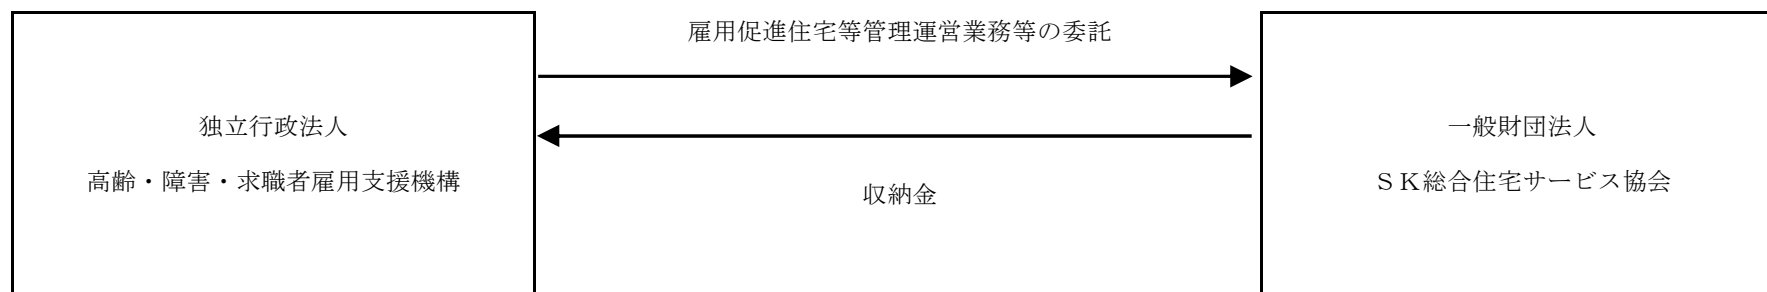 雇用促進住宅等管理運営業務等の委託
独立行政法人
高齢・障害・求職者雇用支援機構
収納金
一般財団法人
ＳＫ総合住宅サービス協会